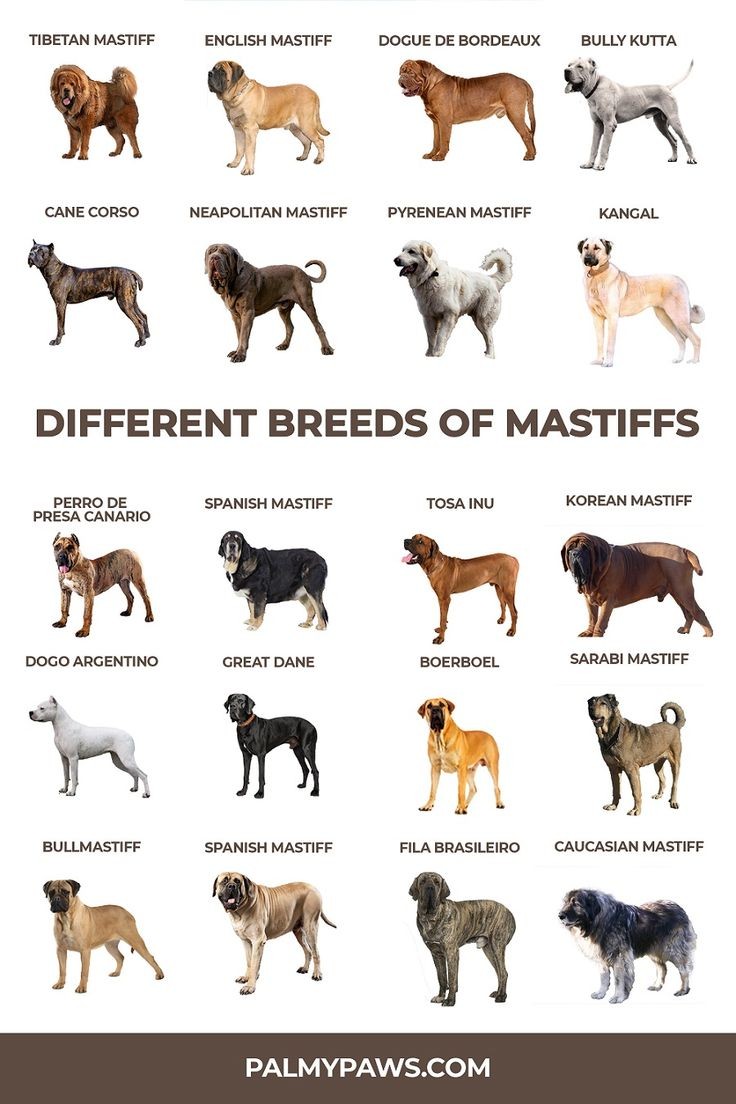 TIBETAN MASTIFF
ENGLISH MASTIFF
DOGUE DE BORDEAUX
BULLY KUTTA
CANE CORSO
NEAPOLITAN MASTIFF
PYRENEAN MASTIFF
KANGAL
DIFFERENT BREEDS OF MASTIFFS
PERRO DE
PRESA CANARIO
SPANISH MASTIFF
TOSA INU
KOREAN MASTIFF
DOGO ARGENTINO
GREAT DANE
BOERBOEL
SARABI MASTIFF
BULLMASTIFF
SPANISH MASTIFF
FILA BRASILEIRO
CAUCASIAN MASTIFF
PALMYPAWS.COM